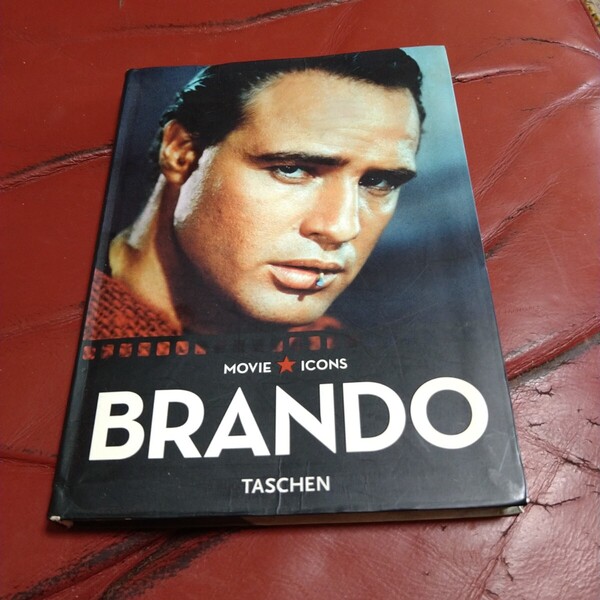 MOVIE ★ ICONS
BRANDO
TASCHEN